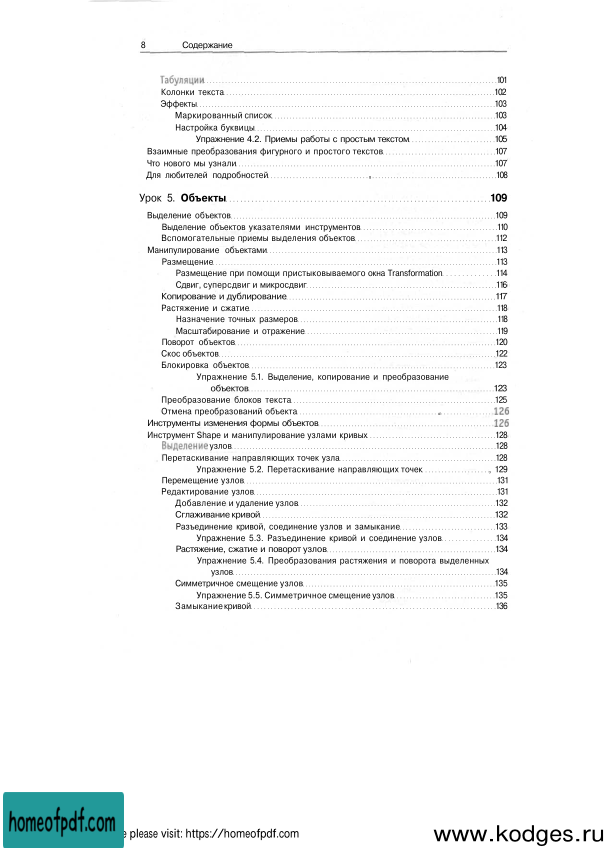 8 Содержание
Табуляции 101
Колонки текста 102
Эффекты 103
Маркированный список 103
Настройка буквицы 104
Упражнение 4.2. Приемы работы с простым текстом 105
Взаимные преобразования фигурного и простого текстов 107
Что нового мы узнали 107
Для любителей подробностей 108
Урок 5. Объекты 109
Выделение объектов 109
Выделение объектов указателями инструментов 110
Вспомогательные приемы выделения объектов 112
Манипулирование объектами 113
Размещение 113
Размещение при помощи пристыковываемого окна Transformation 114
Сдвиг, суперсдвиг и микросдвиг 116
Копирование и дублирование 117
Растяжение и сжатие 118
Назначение точных размеров 118
Масштабирование и отражение 119
Поворот объектов 120
Скос объектов 122
Блокировка объектов 123
Упражнение 5.1. Выделение, копирование и преобразование
объектов 123
Преобразование блоков текста 125
Отмена преобразований объекта 126
Инструменты изменения формы объектов 126
Инструмент Shape и манипулирование узлами кривых 128
Выделение узлов 128
Перетаскивание направляющих точек узла 128
Упражнение 5.2. Перетаскивание направляющих точек 129
Перемещение узлов 131
Редактирование узлов 131
Добавление и удаление узлов 132
Сглаживание кривой 132
Разъединение кривой, соединение узлов и замыкание 133
Упражнение 5.3. Разъединение кривой и соединение узлов 134
Растяжение, сжатие и поворот узлов 134
Упражнение 5.4. Преобразования растяжения и поворота выделенных
узлов 134
Симметричное смещение узлов 135
Упражнение 5.5. Симметричное смещение узлов 135
Замыкание кривой 136
homeofpdf.com
please visit: https://homeofpdf.com
www.kodges.ru